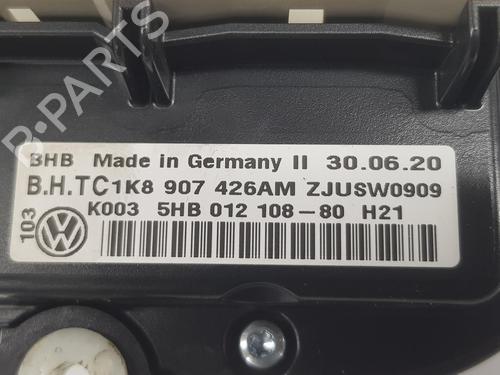 B-PARTS
BHB Made in Germany II 30.06.20
B.H.TC1K8 907 426AM ZJUSW0909
K003 5HB 012 108-80 H21
103